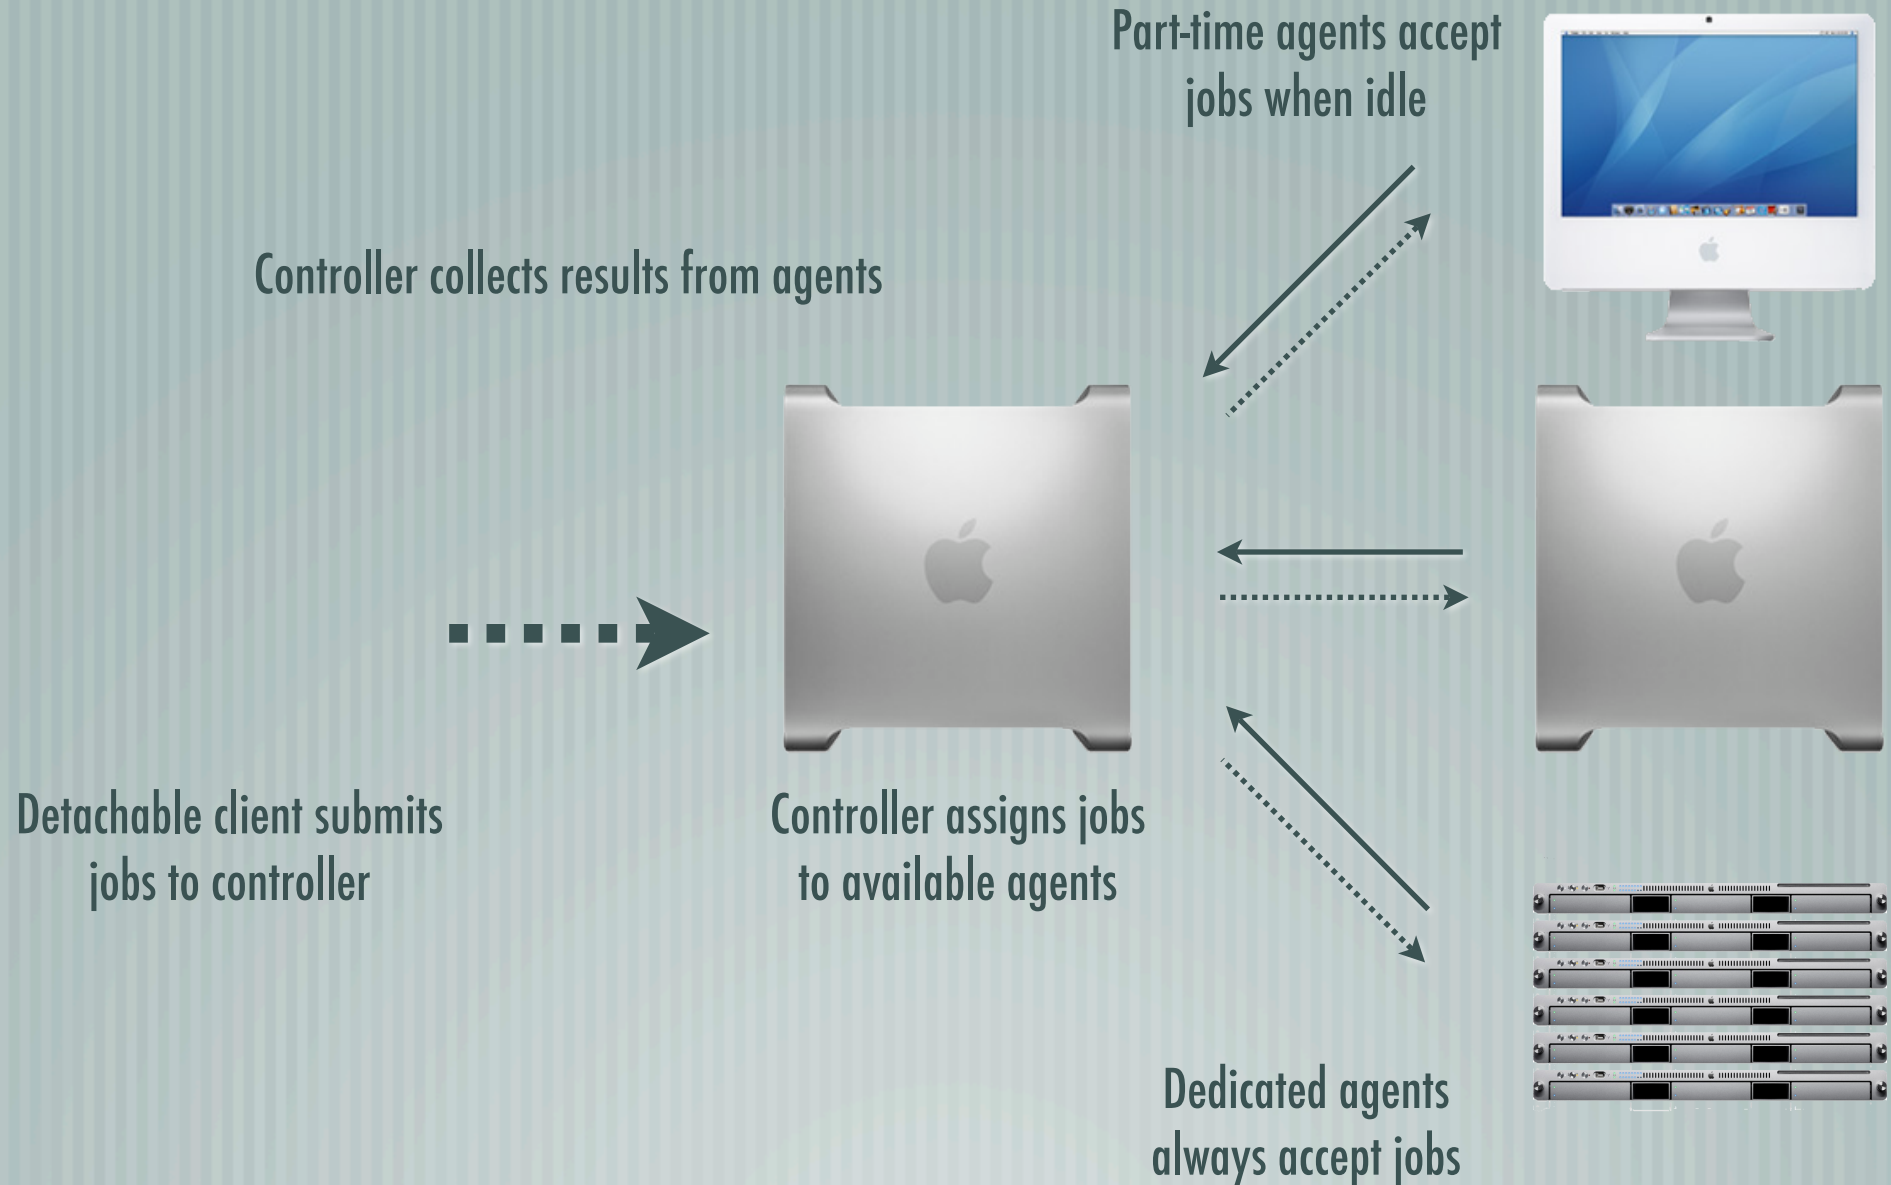 Part-time agents accept
jobs when idle
Controller collects results from agents
Detachable client submits
jobs to controller
Controller assigns jobs
to available agents
Dedicated agents
always accept jobs